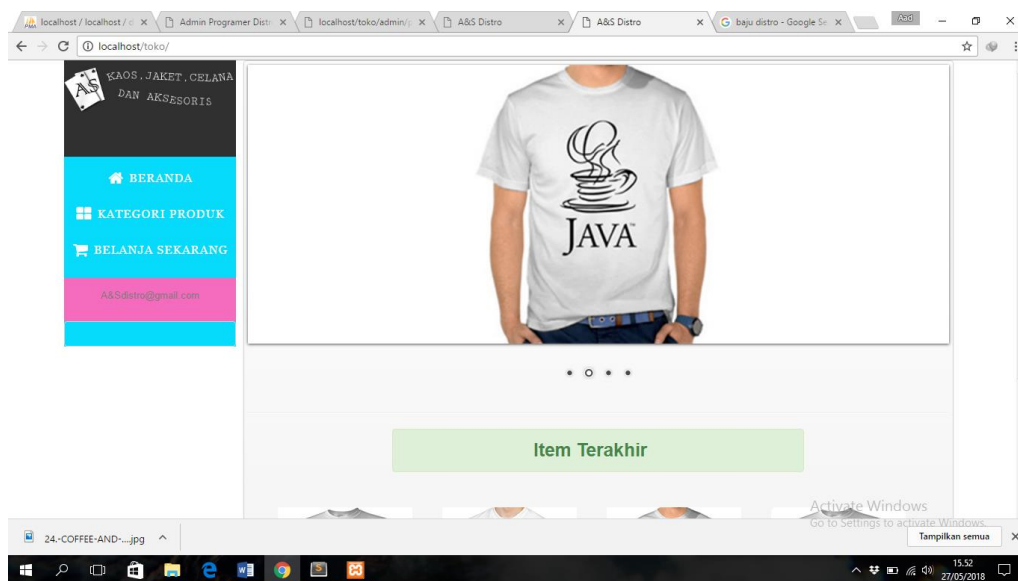 localhost / localhost / d
Admin Programer Distr
localhost/toko/admin/p
A&S Distro
A&S Distro
baju distro - Google Se
Aad
localhost/toko/
KAOS,JAKET,CELANA
DAN AKSESORIS
AS
BERANDA
KATEGORI PRODUK
BELANJA SEKARANG
A&Sdistro@gmail.com
JAVA
Item Terakhir
Activate Windows
Go to Settings to activate Windows.
24.-COFFEE-AND-....jpg
Tampilkan semua
15.52
27/05/2018